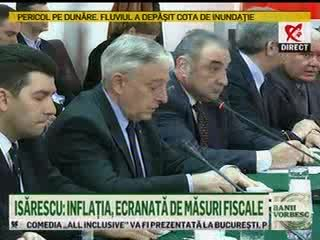 PERICOL PE DUNĂRE. FLUVIUL A DEPĂȘIT COTA DE INUNDAȚIE
DIRECT
ISĂRESCU: INFLAȚIA, ECRANATĂ DE MĂSURI FISCALE
BANII
VORBESC
COMEDIA „ALL INCLUSIVE” VA FI PREZENTATĂ LA BUCUREȘTI. P